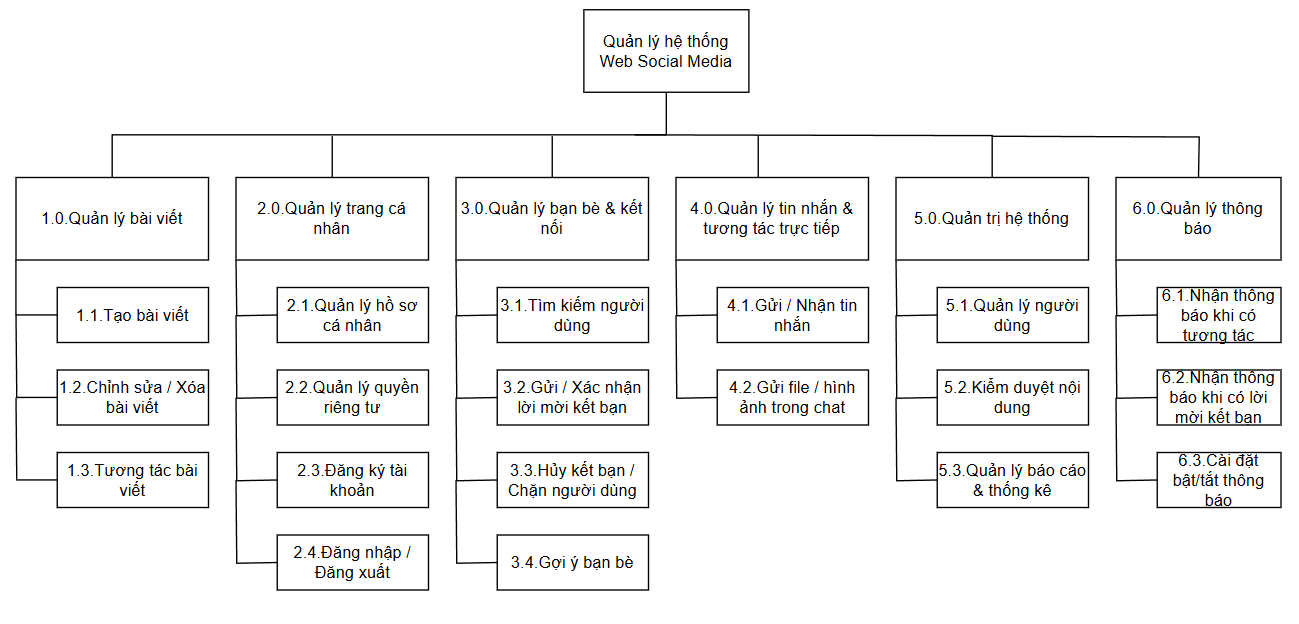 Quản lý hệ thống
Web Social Media
1.0.Quản lý bài viết
2.0.Quản lý trang cá
nhân
3.0.Quản lý bạn bè & kết
nối
4.0.Quản lý tin nhắn &
tương tác trực tiếp
5.0.Quản trị hệ thống
6.0.Quản lý thông
báo
1.1.Tạo bài viết
1.2.Chỉnh sửa / Xóa
bài viết
1.3.Tương tác bài
viết
2.1.Quản lý hồ sơ
cá nhân
2.2.Quản lý quyền
riêng tư
2.3.Đăng ký tài
khoản
2.4.Đăng nhập /
Đăng xuất
3.1.Tìm kiếm người
dùng
3.2.Gửi / Xác nhận
lời mời kết bạn
3.3.Hủy kết bạn /
Chặn người dùng
3.4.Gợi ý bạn bè
4.1.Gửi / Nhận tin
nhắn
4.2.Gửi file / hình
ảnh trong chat
5.1.Quản lý người
dùng
5.2.Kiểm duyệt nội
dung
5.3.Quản lý báo cáo
& thống kê
6.1.Nhận thông
báo khi có
tương tác
6.2.Nhận thông
báo khi có lời
mời kết bạn
6.3.Cài đặt
bật/tắt thông
báo